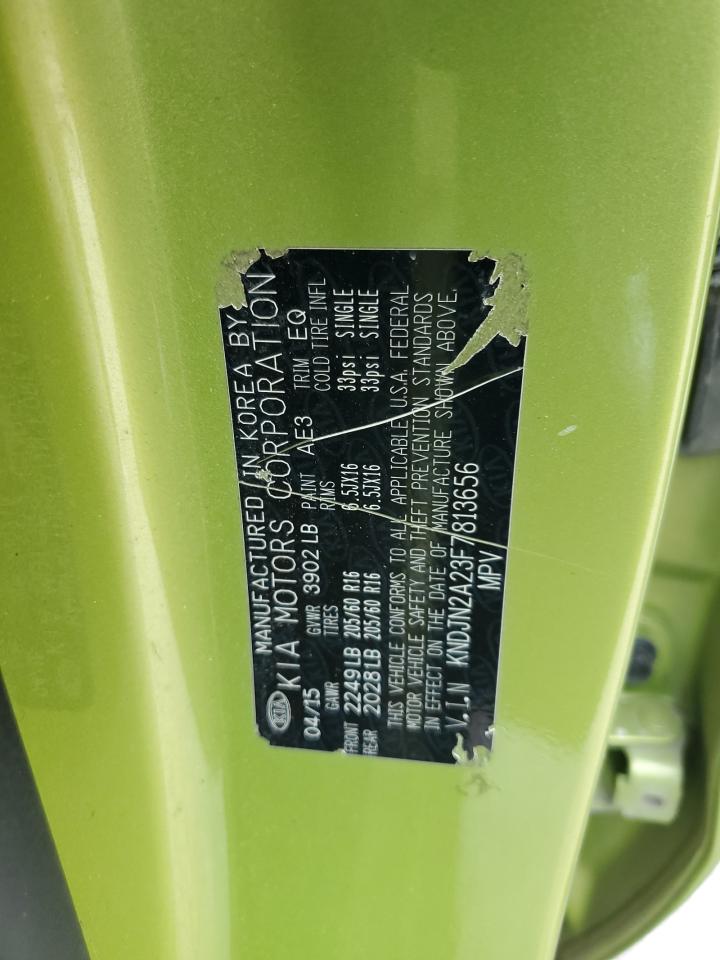 MANUFACTURED IN KOREA BY
KIA KIA MOTORS CORPORATION
04/15 GVWR 3902LB PAINT AE3 TRIM EQ
GAWR TIRES RIMS COLD TIRE INFL
FRONT 2249LB 205/60 R16 6.5JX16 33psi SINGLE
REAR 2028LB 205/60 R16 6.5JX16 33psi SINGLE
THIS VEHICLE CONFORMS TO ALL APPLICABLE U.S.A. FEDERAL
MOTOR VEHICLE SAFETY AND THEFT PREVENTION STANDARDS
IN EFFECT ON THE DATE OF MANUFACTURE SHOWN ABOVE.
V.I.N KNDJN2A23F7813656
MPV